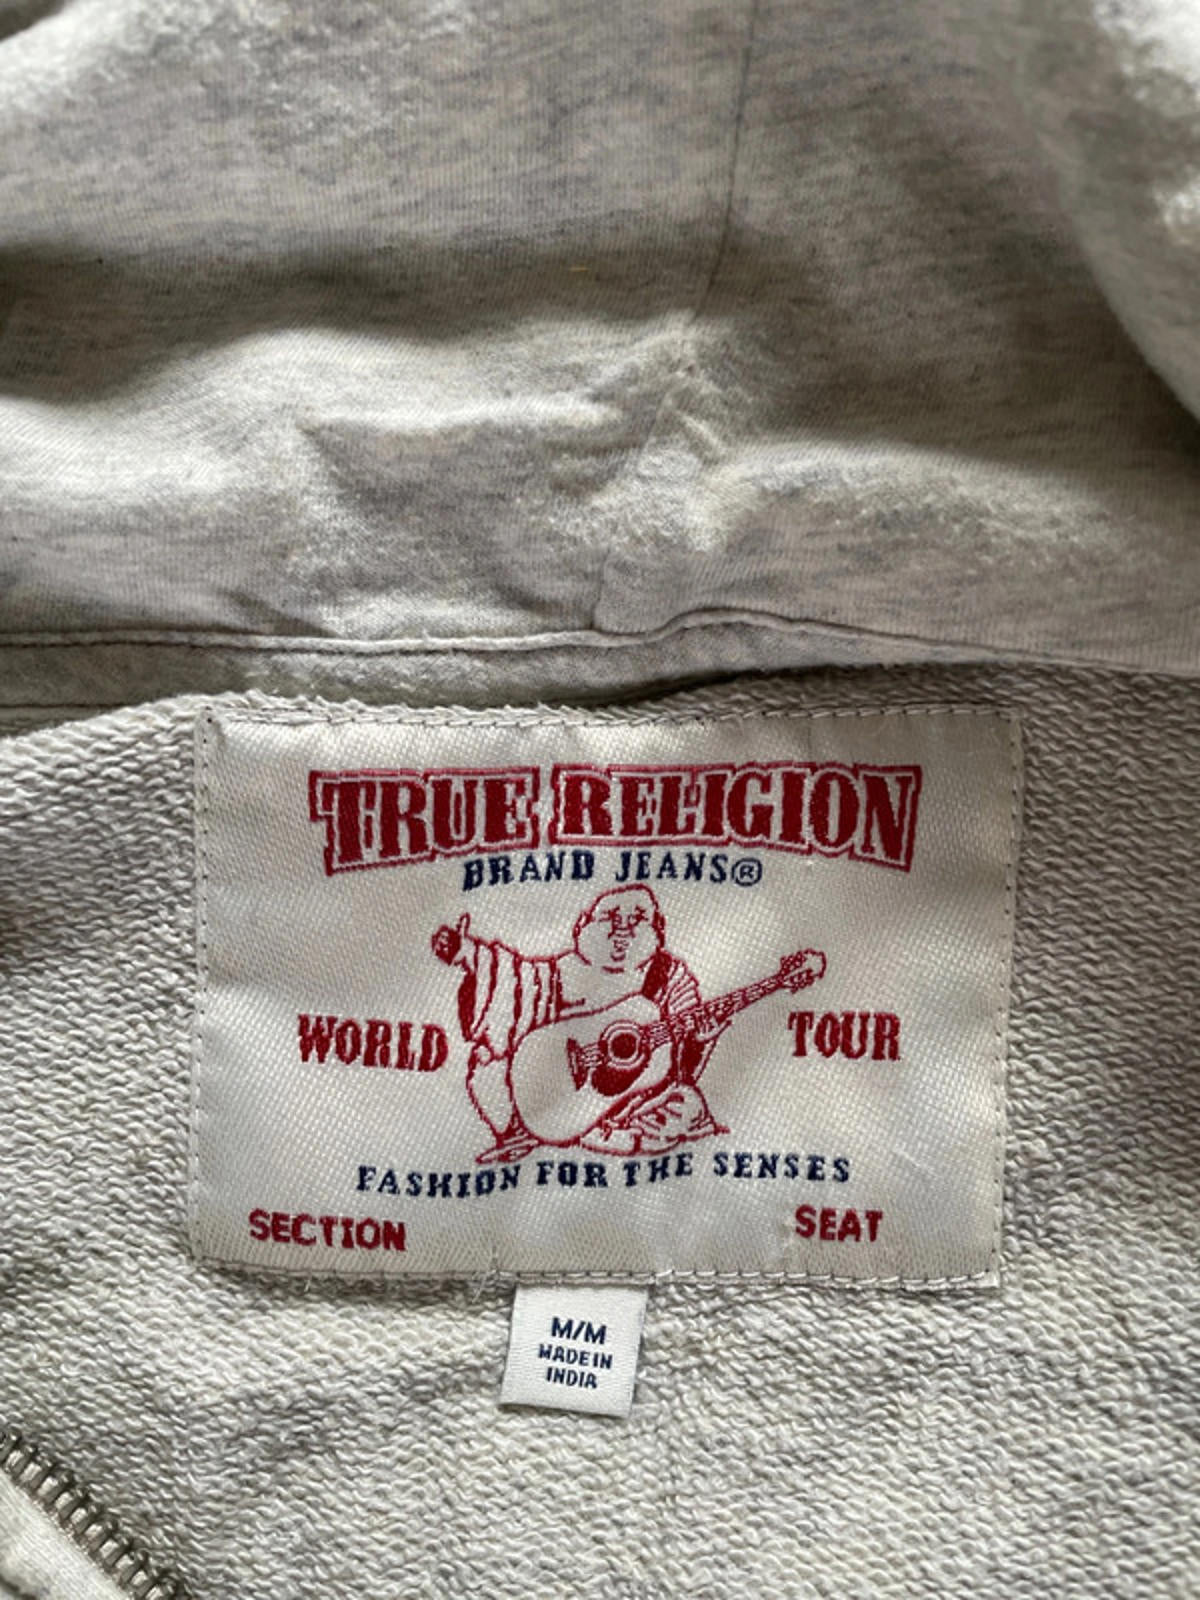 TRUE RELIGION
BRAND JEANS®
WORLD TOUR
FASHION FOR THE SENSES
SECTION SEAT
M/M
MADE IN
INDIA